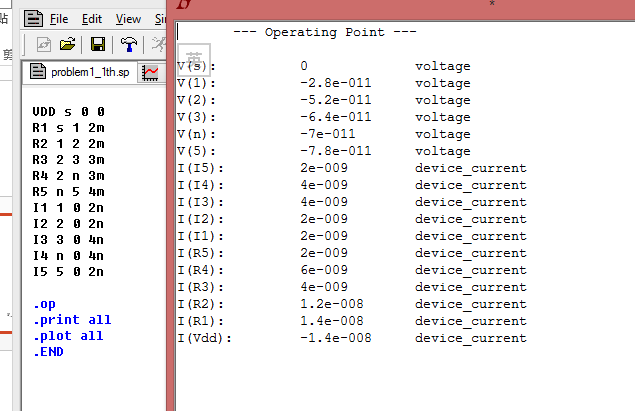 貼
剪
File Edit View Simulate
problem1_1th.sp
VDD s 0 0
R1 s 1 2m
R2 1 2 2m
R3 2 3 3m
R4 2 n 3m
R5 n 5 4m
I1 1 0 2n
I2 2 0 2n
I3 3 0 4n
I4 n 0 4n
I5 5 0 2n
.op
.print all
.plot all
.END
*
--- Operating Point ---
英
V(s): 0 voltage
V(1): -2.8e-011 voltage
V(2): -5.2e-011 voltage
V(3): -6.4e-011 voltage
V(n): -7e-011 voltage
V(5): -7.8e-011 voltage
I(I5): 2e-009 device_current
I(I4): 4e-009 device_current
I(I3): 4e-009 device_current
I(I2): 2e-009 device_current
I(I1): 2e-009 device_current
I(R5): 2e-009 device_current
I(R4): 6e-009 device_current
I(R3): 4e-009 device_current
I(R2): 1.2e-008 device_current
I(R1): 1.4e-008 device_current
I(Vdd): -1.4e-008 device_current